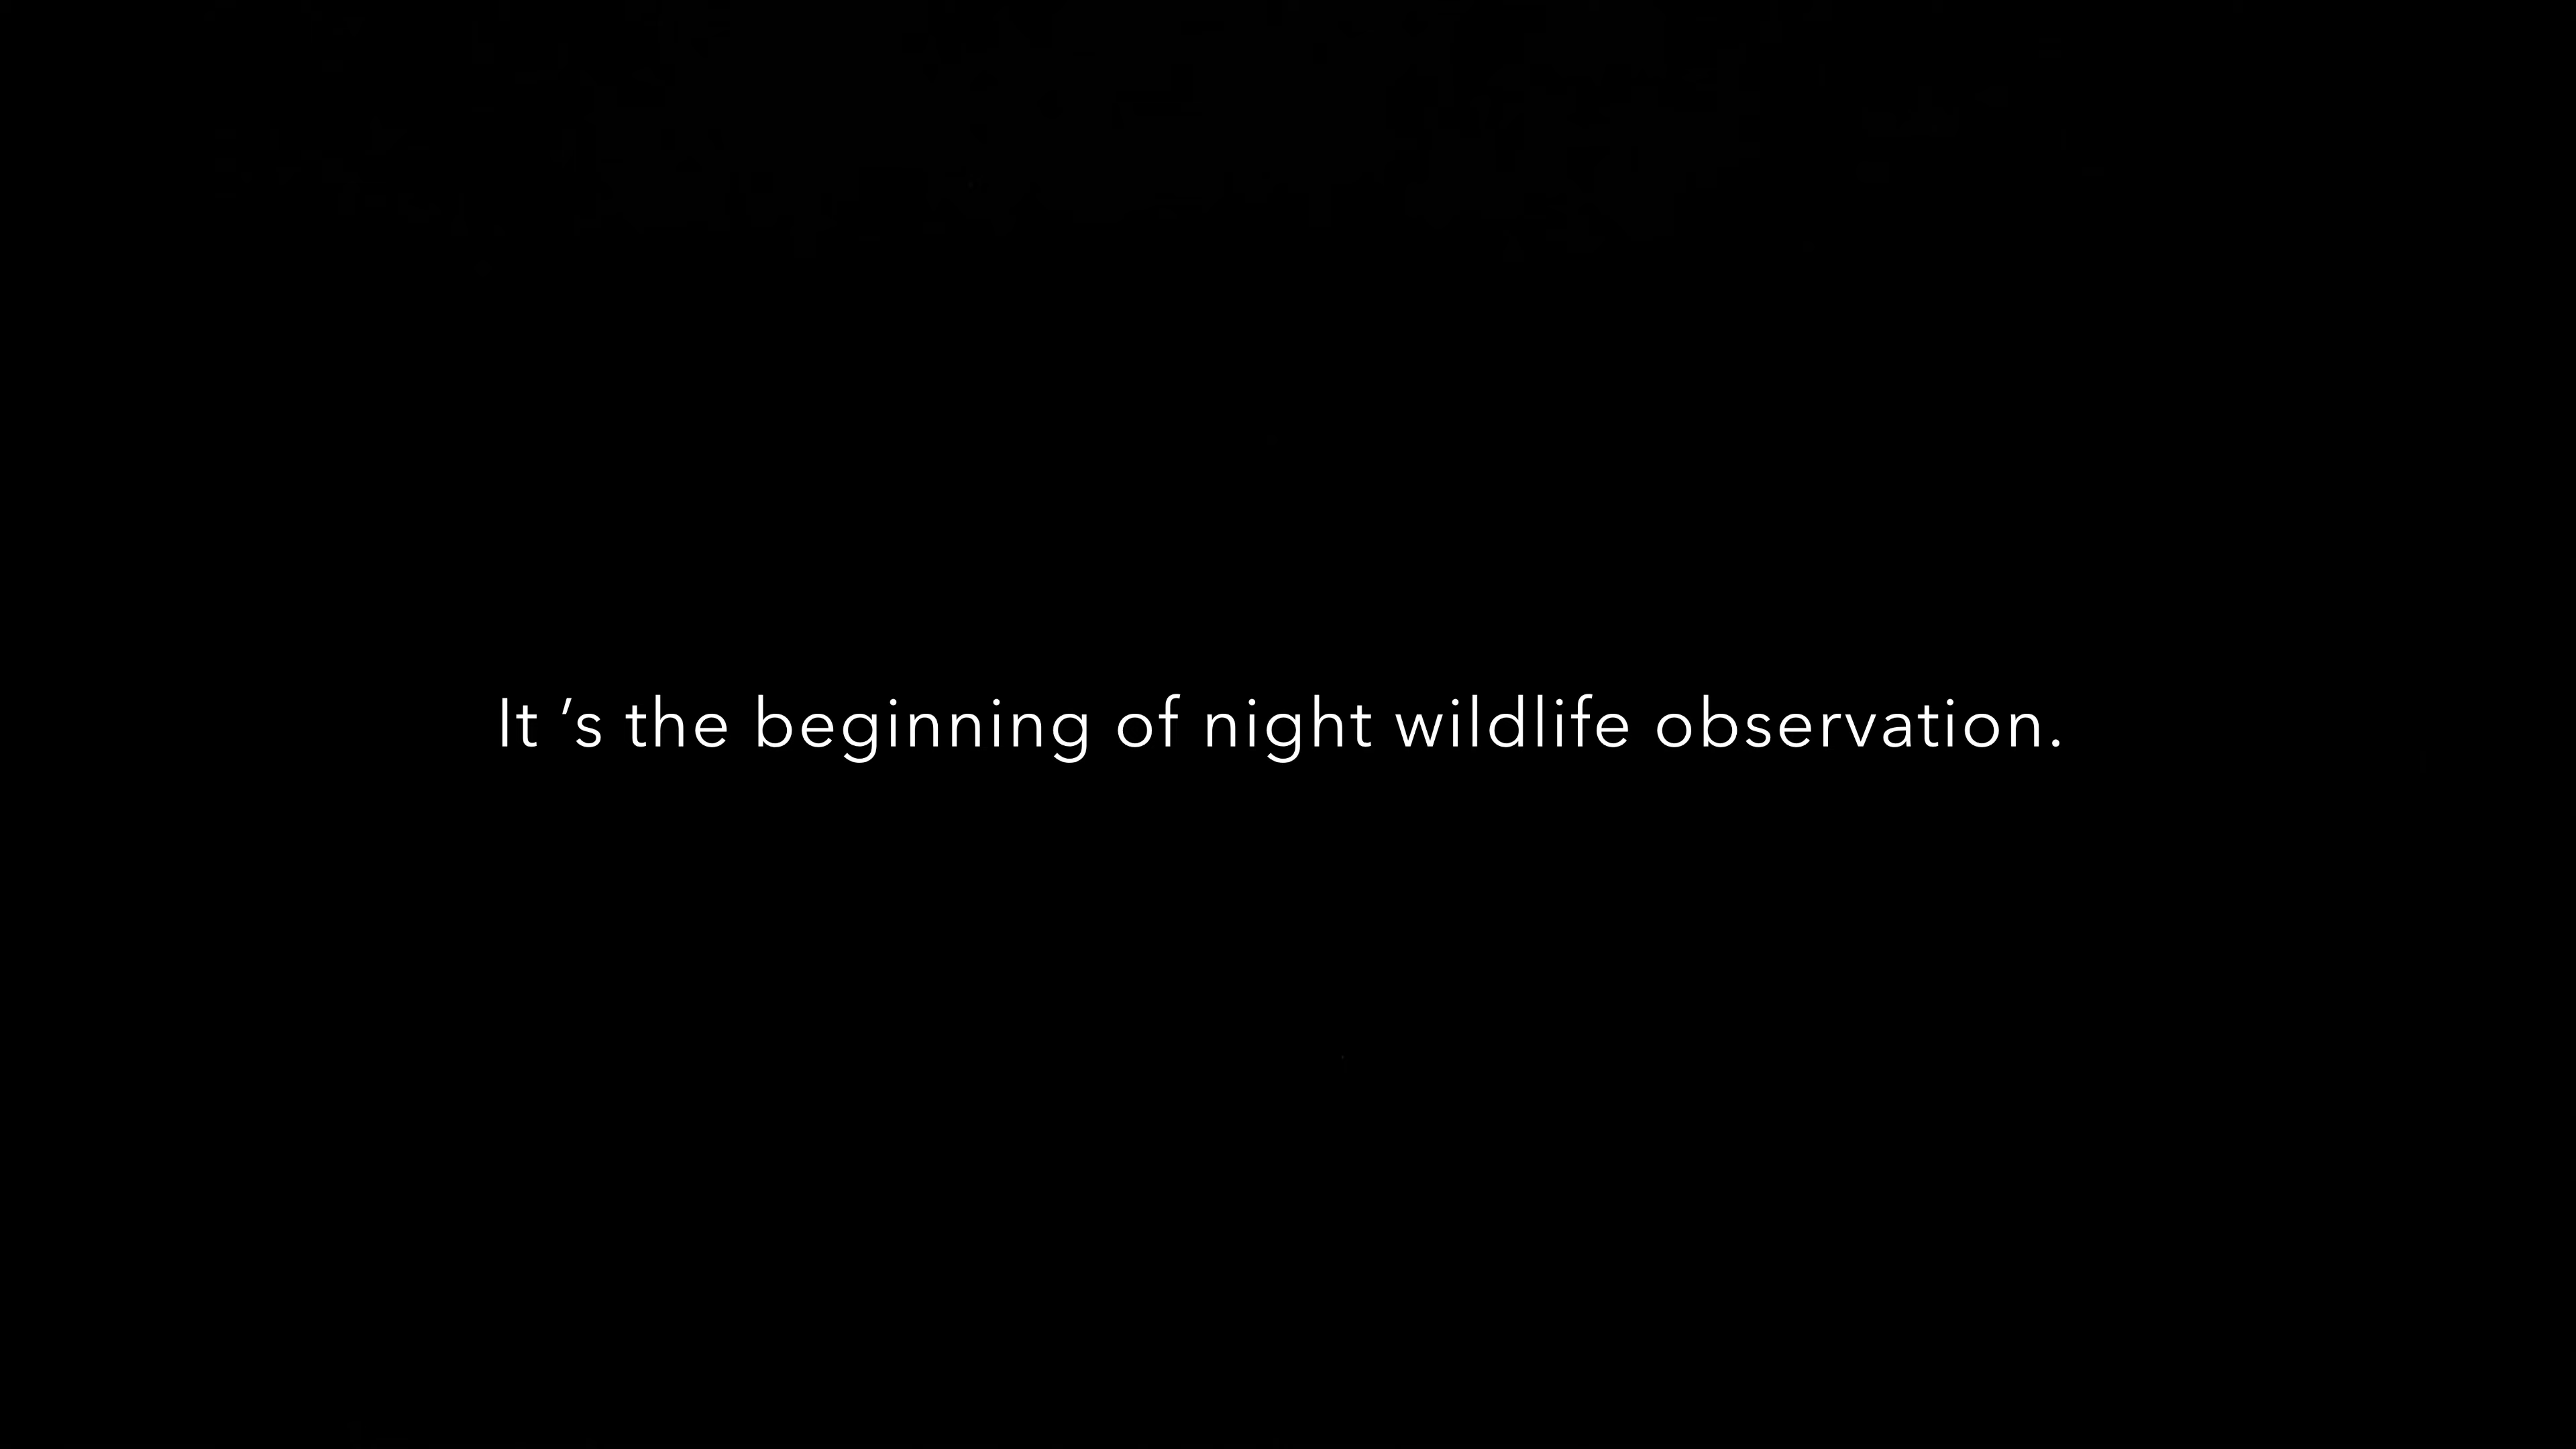 It ’s the beginning of night wildlife observation.